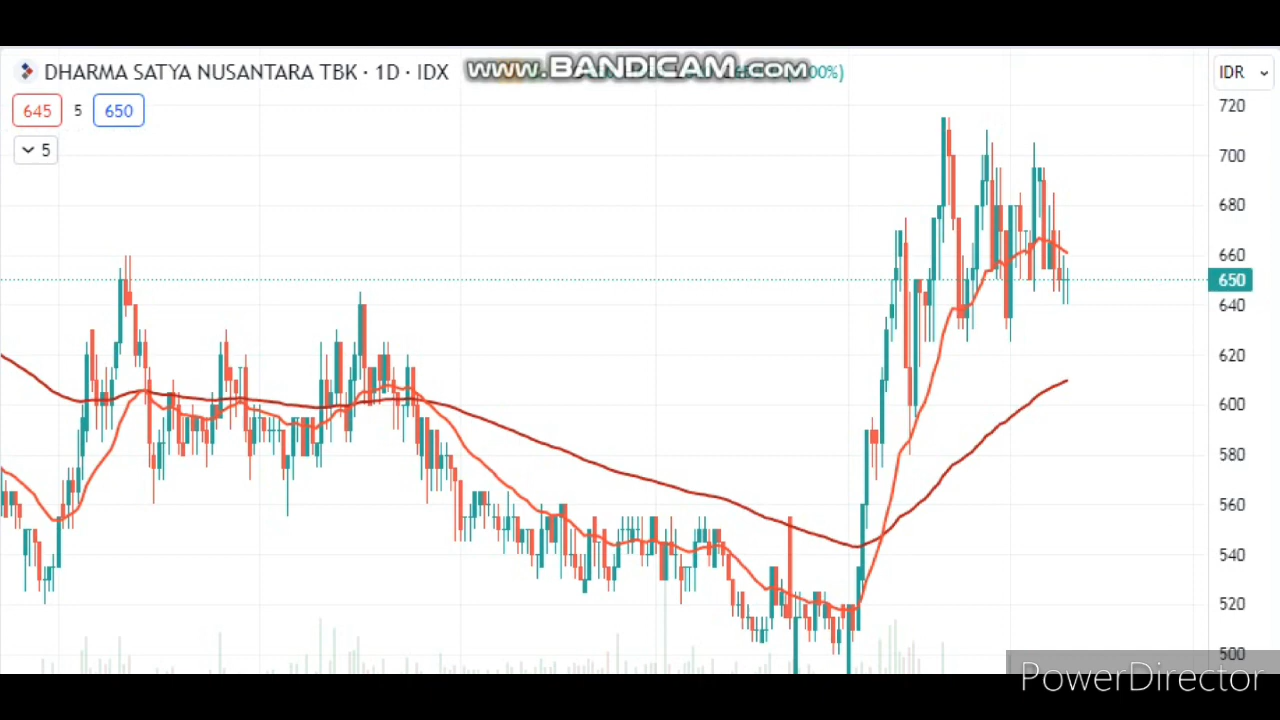 DHARMA SATYA NUSANTARA TBK · 1D · IDX
www.BANDICAM.com
IDR
645 5 650
5
720
700
680
660
650
640
620
600
580
560
540
520
500
PowerDirector